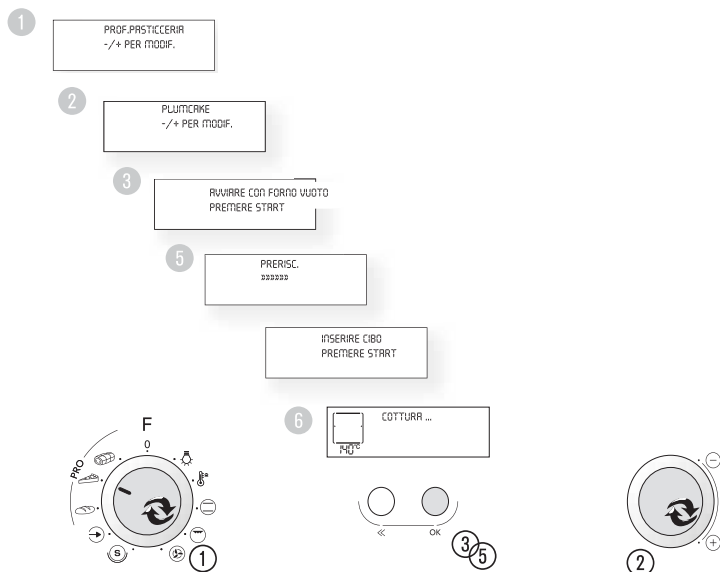 1
PROF.PASTICCERIA
-/+ PER MODIF.
2
PLUMCAKE
-/+ PER MODIF.
3
AVVIARE CON FORNO VUOTO
PREMERE START
5
PRERISC.
»»»»»»
INSERIRE CIBO
PREMERE START
6
COTTURA ...
140°C
F
0
PRO
S
1
«
OK
3
5
-
+
2